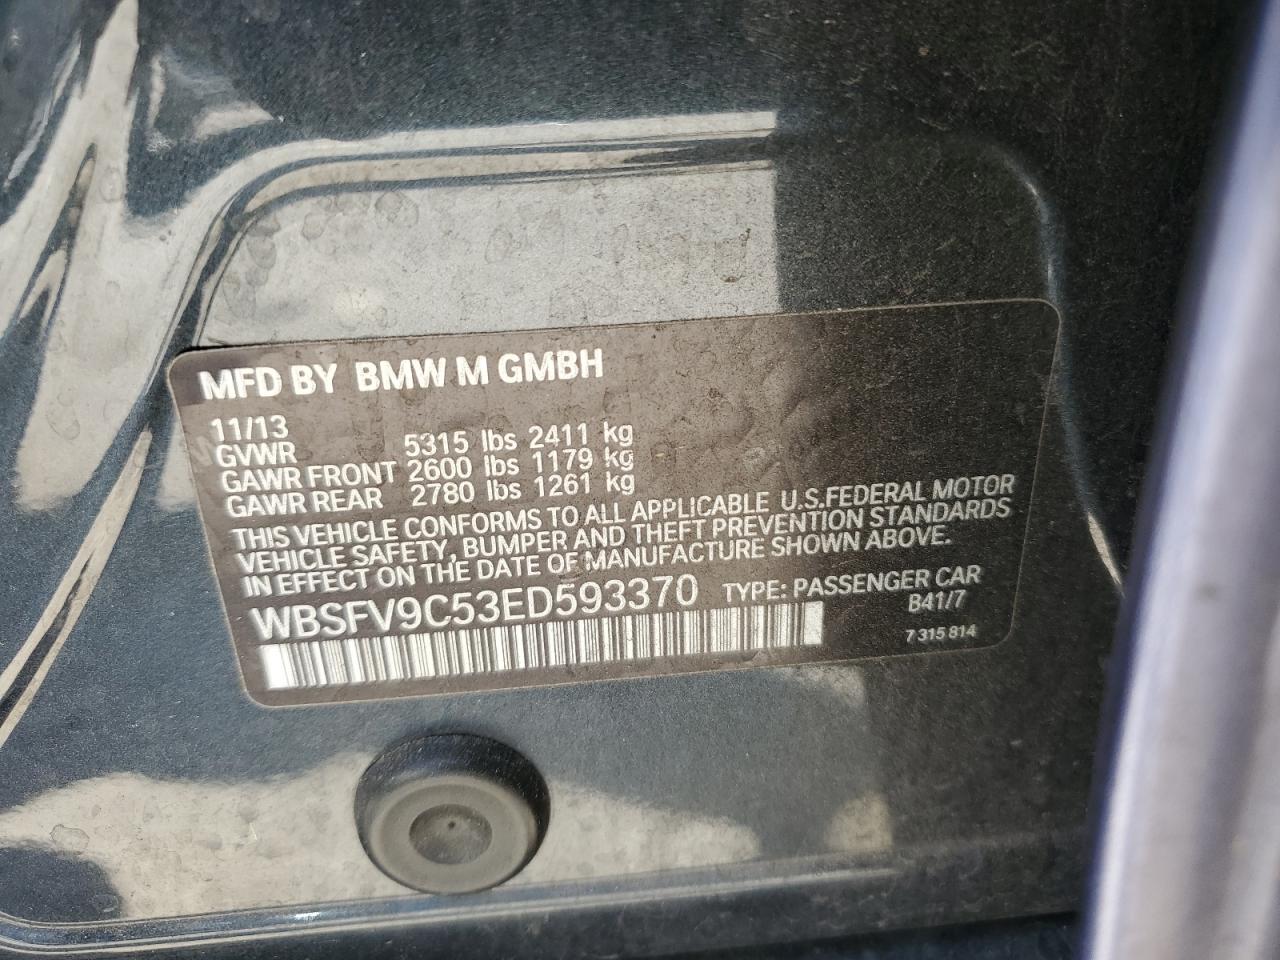 MFD BY BMW M GMBH
11/13
GVWR 5315 lbs 2411 kg
GAWR FRONT 2600 lbs 1179 kg
GAWR REAR 2780 lbs 1261 kg
THIS VEHICLE CONFORMS TO ALL APPLICABLE U.S.FEDERAL MOTOR
VEHICLE SAFETY, BUMPER AND THEFT PREVENTION STANDARDS
IN EFFECT ON THE DATE OF MANUFACTURE SHOWN ABOVE.
WBSFV9C53ED593370 TYPE: PASSENGER CAR
B41/7
7 315 814